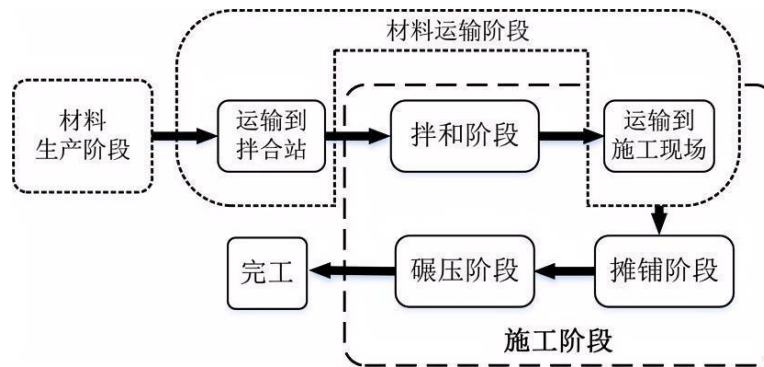 材料运输阶段
材料
生产阶段
运输到
拌合站
拌和阶段
运输到
施工现场
完工
碾压阶段
摊铺阶段
施工阶段